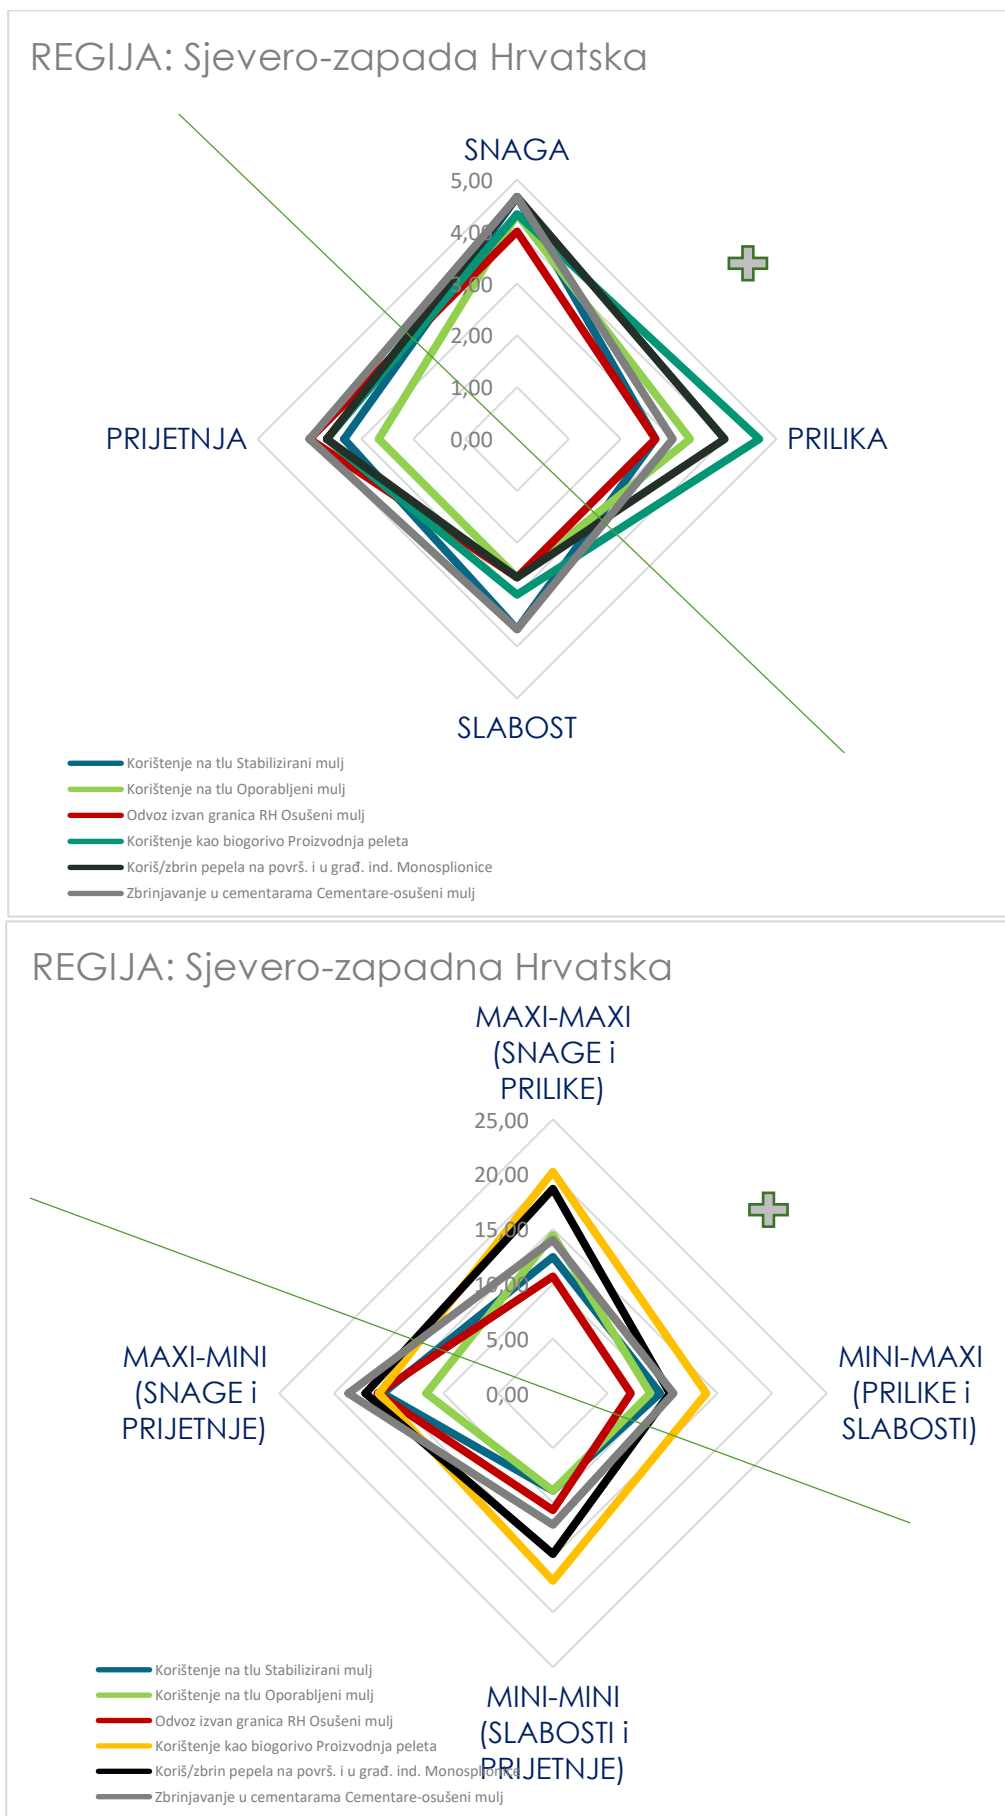 REGIJA: Sjevero-zapada Hrvatska
SNAGA
5,00
4,00
3,00
2,00
1,00
0,00
PRIJETNJA
PRILIKA
SLABOST
Korištenje na tlu Stabilizirani mulj
Korištenje na tlu Oporabljeni mulj
Odvoz izvan granica RH Osušeni mulj
Korištenje kao biogorivo Proizvodnja peleta
Koriš/zbrin pepela na površ. i u građ. ind. Monosplionice
Zbrinjavanje u cementarama Cementare-osušeni mulj
REGIJA: Sjevero-zapadna Hrvatska
MAXI-MAXI
(SNAGE i
PRILIKE)
25,00
20,00
15,00
10,00
5,00
0,00
MAXI-MINI
(SNAGE i
PRIJETNJE)
MINI-MAXI
(PRILIKE i
SLABOSTI)
MINI-MINI
(SLABOSTI i
PRIJETNJE)
Korištenje na tlu Stabilizirani mulj
Korištenje na tlu Oporabljeni mulj
Odvoz izvan granica RH Osušeni mulj
Korištenje kao biogorivo Proizvodnja peleta
Koriš/zbrin pepela na površ. i u građ. ind. Monosplionice
Zbrinjavanje u cementarama Cementare-osušeni mulj